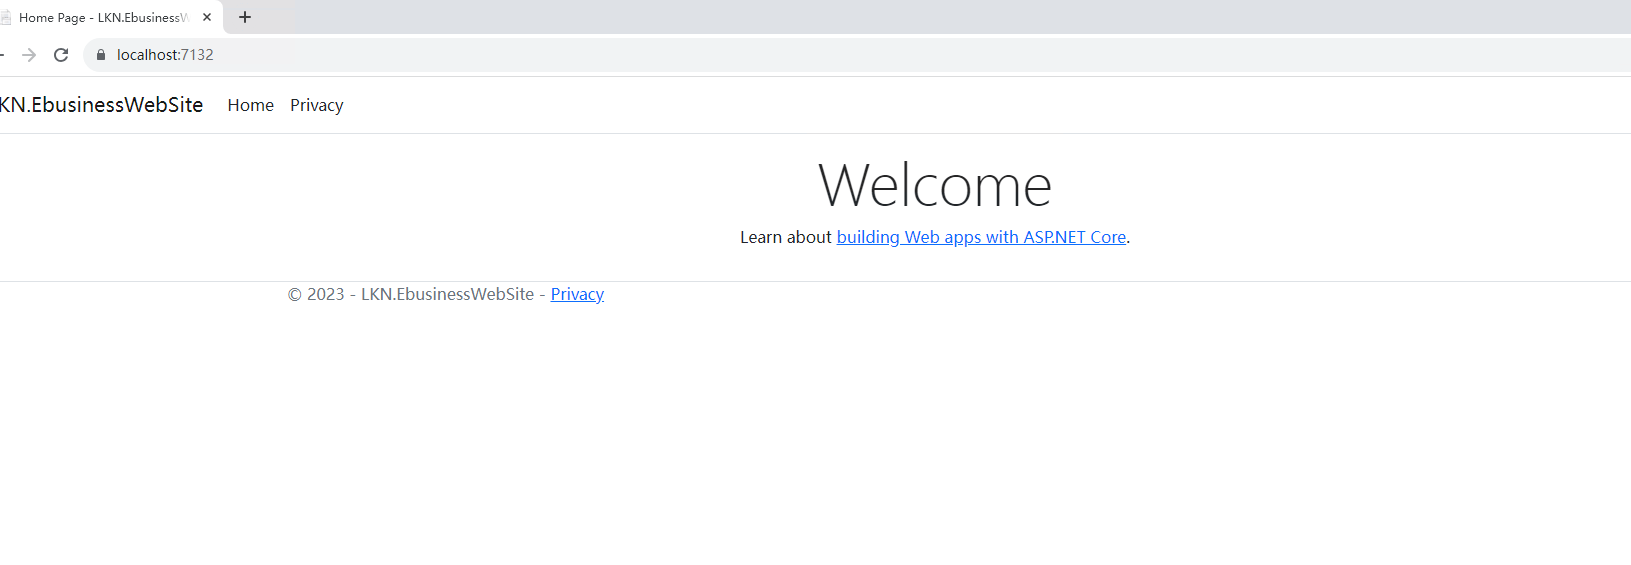 Home Page - LKN.EbusinessW
localhost:7132
KN.EbusinessWebSite Home Privacy
Welcome
Learn about building Web apps with ASP.NET Core.
© 2023 - LKN.EbusinessWebSite - Privacy